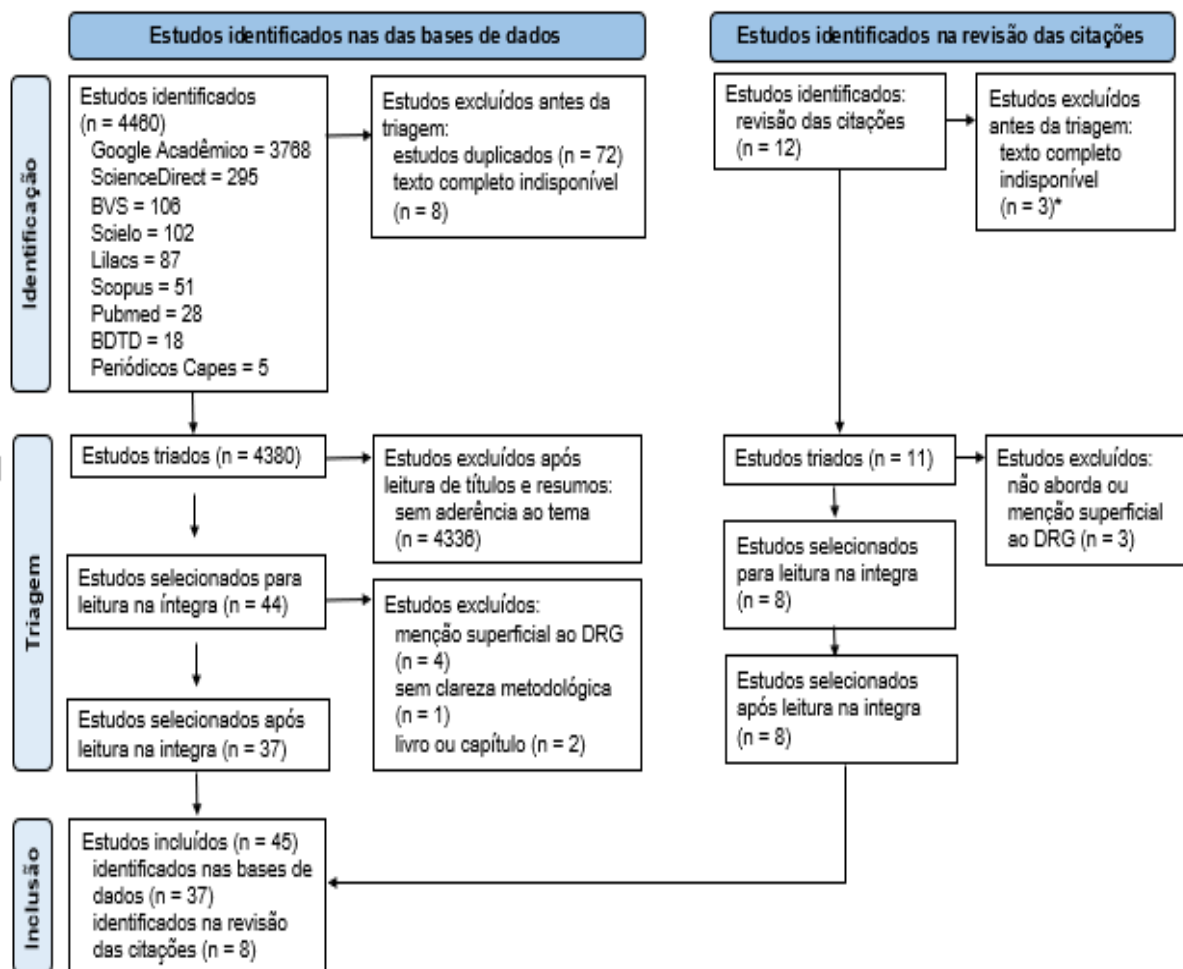 Estudos identificados nas das bases de dados
Estudos identificados na revisão das citações
Identificação
Estudos identificados
(n = 4460)
Google Acadêmico = 3768
ScienceDirect = 295
BVS = 106
Scielo = 102
Lilacs = 87
Scopus = 51
Pubmed = 28
BDTD = 18
Periódicos Capes = 5
Estudos excluídos antes da
triagem:
estudos duplicados (n = 72)
texto completo indisponível
(n = 8)
Estudos identificados:
revisão das citações
(n = 12)
Estudos excluídos
antes da triagem:
texto completo
indisponível
(n = 3)*
Triagem
Estudos triados (n = 4380)
Estudos excluídos após
leitura de títulos e resumos:
sem aderência ao tema
(n = 4336)
Estudos triados (n = 11)
Estudos excluídos:
não aborda ou
menção superficial
ao DRG (n = 3)
Estudos selecionados para
leitura na íntegra (n = 44)
Estudos excluídos:
menção superficial ao DRG
(n = 4)
sem clareza metodológica
(n = 1)
livro ou capítulo (n = 2)
Estudos selecionados
para leitura na integra
(n = 8)
Estudos selecionados após
leitura na integra (n = 37)
Estudos selecionados
após leitura na integra
(n = 8)
Inclusão
Estudos incluídos (n = 45)
identificados nas bases de
dados (n = 37)
identificados na revisão
das citações (n = 8)